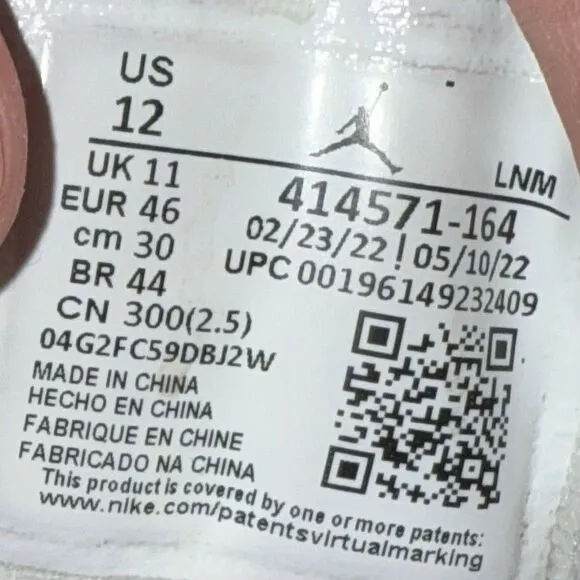 US
12
LNM
UK 11
EUR 46
cm 30
BR 44
CN 300(2.5)
04G2FC59DBJ2W
414571-164
02/23/22 ! 05/10/22
UPC 00196149232409
MADE IN CHINA
HECHO EN CHINA
FABRIQUE EN CHINE
FABRICADO NA CHINA
This product is covered by one or more patents:
www.nike.com/patentsvirtualmarking